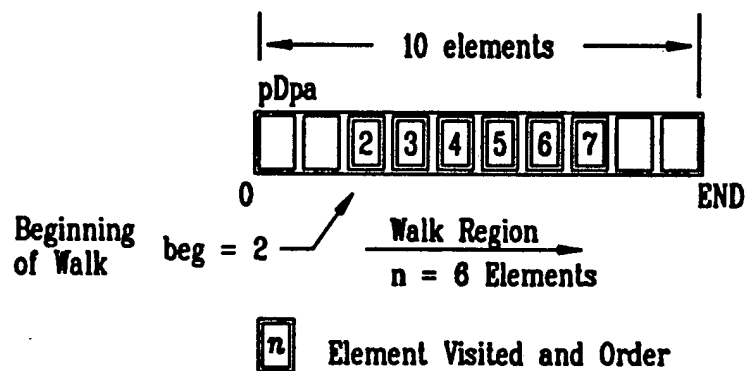 10 elements
pDpa
2 3 4 5 6 7
0 END
Beginning
of Walk
beg = 2
Walk Region
n = 6 Elements
n Element Visited and Order